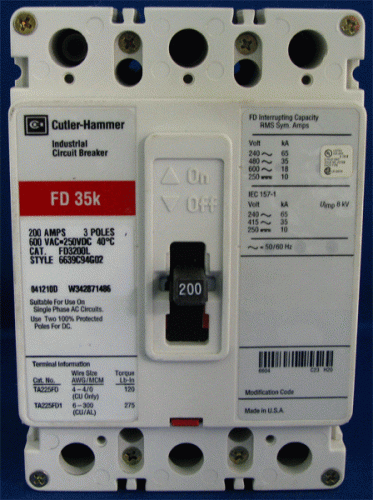 Cutler-Hammer
Industrial
Circuit Breaker
FD 35k
200 AMPS 3 POLES
600 VAC•250VDC 40°C
CAT. FD3200L
STYLE 6639C94G02
Suitable For Use On
Single Phase AC Circuits.
Use Two 100% Protected
Poles For DC.
Terminal Information
Cat. No. Wire Size AWG/MCM Torque Lb-In
TA225FD 4-4/0 120
(CU Only)
TA225FD1 6-300 275
(CU/AL)
△ On
▽ OFF
200
FD Interrupting Capacity
RMS Sym. Amps
Volt kA
240 ~ 65
480 ~ 35
600 ~ 18
250 ⎓ 10
IEC 157-1
Volt kA Uimp 8 kV
240 ~ 65
415 ~ 35
250 ⎓ 10
~ = 50/60 Hz
Modification Code
Made in U.S.A.